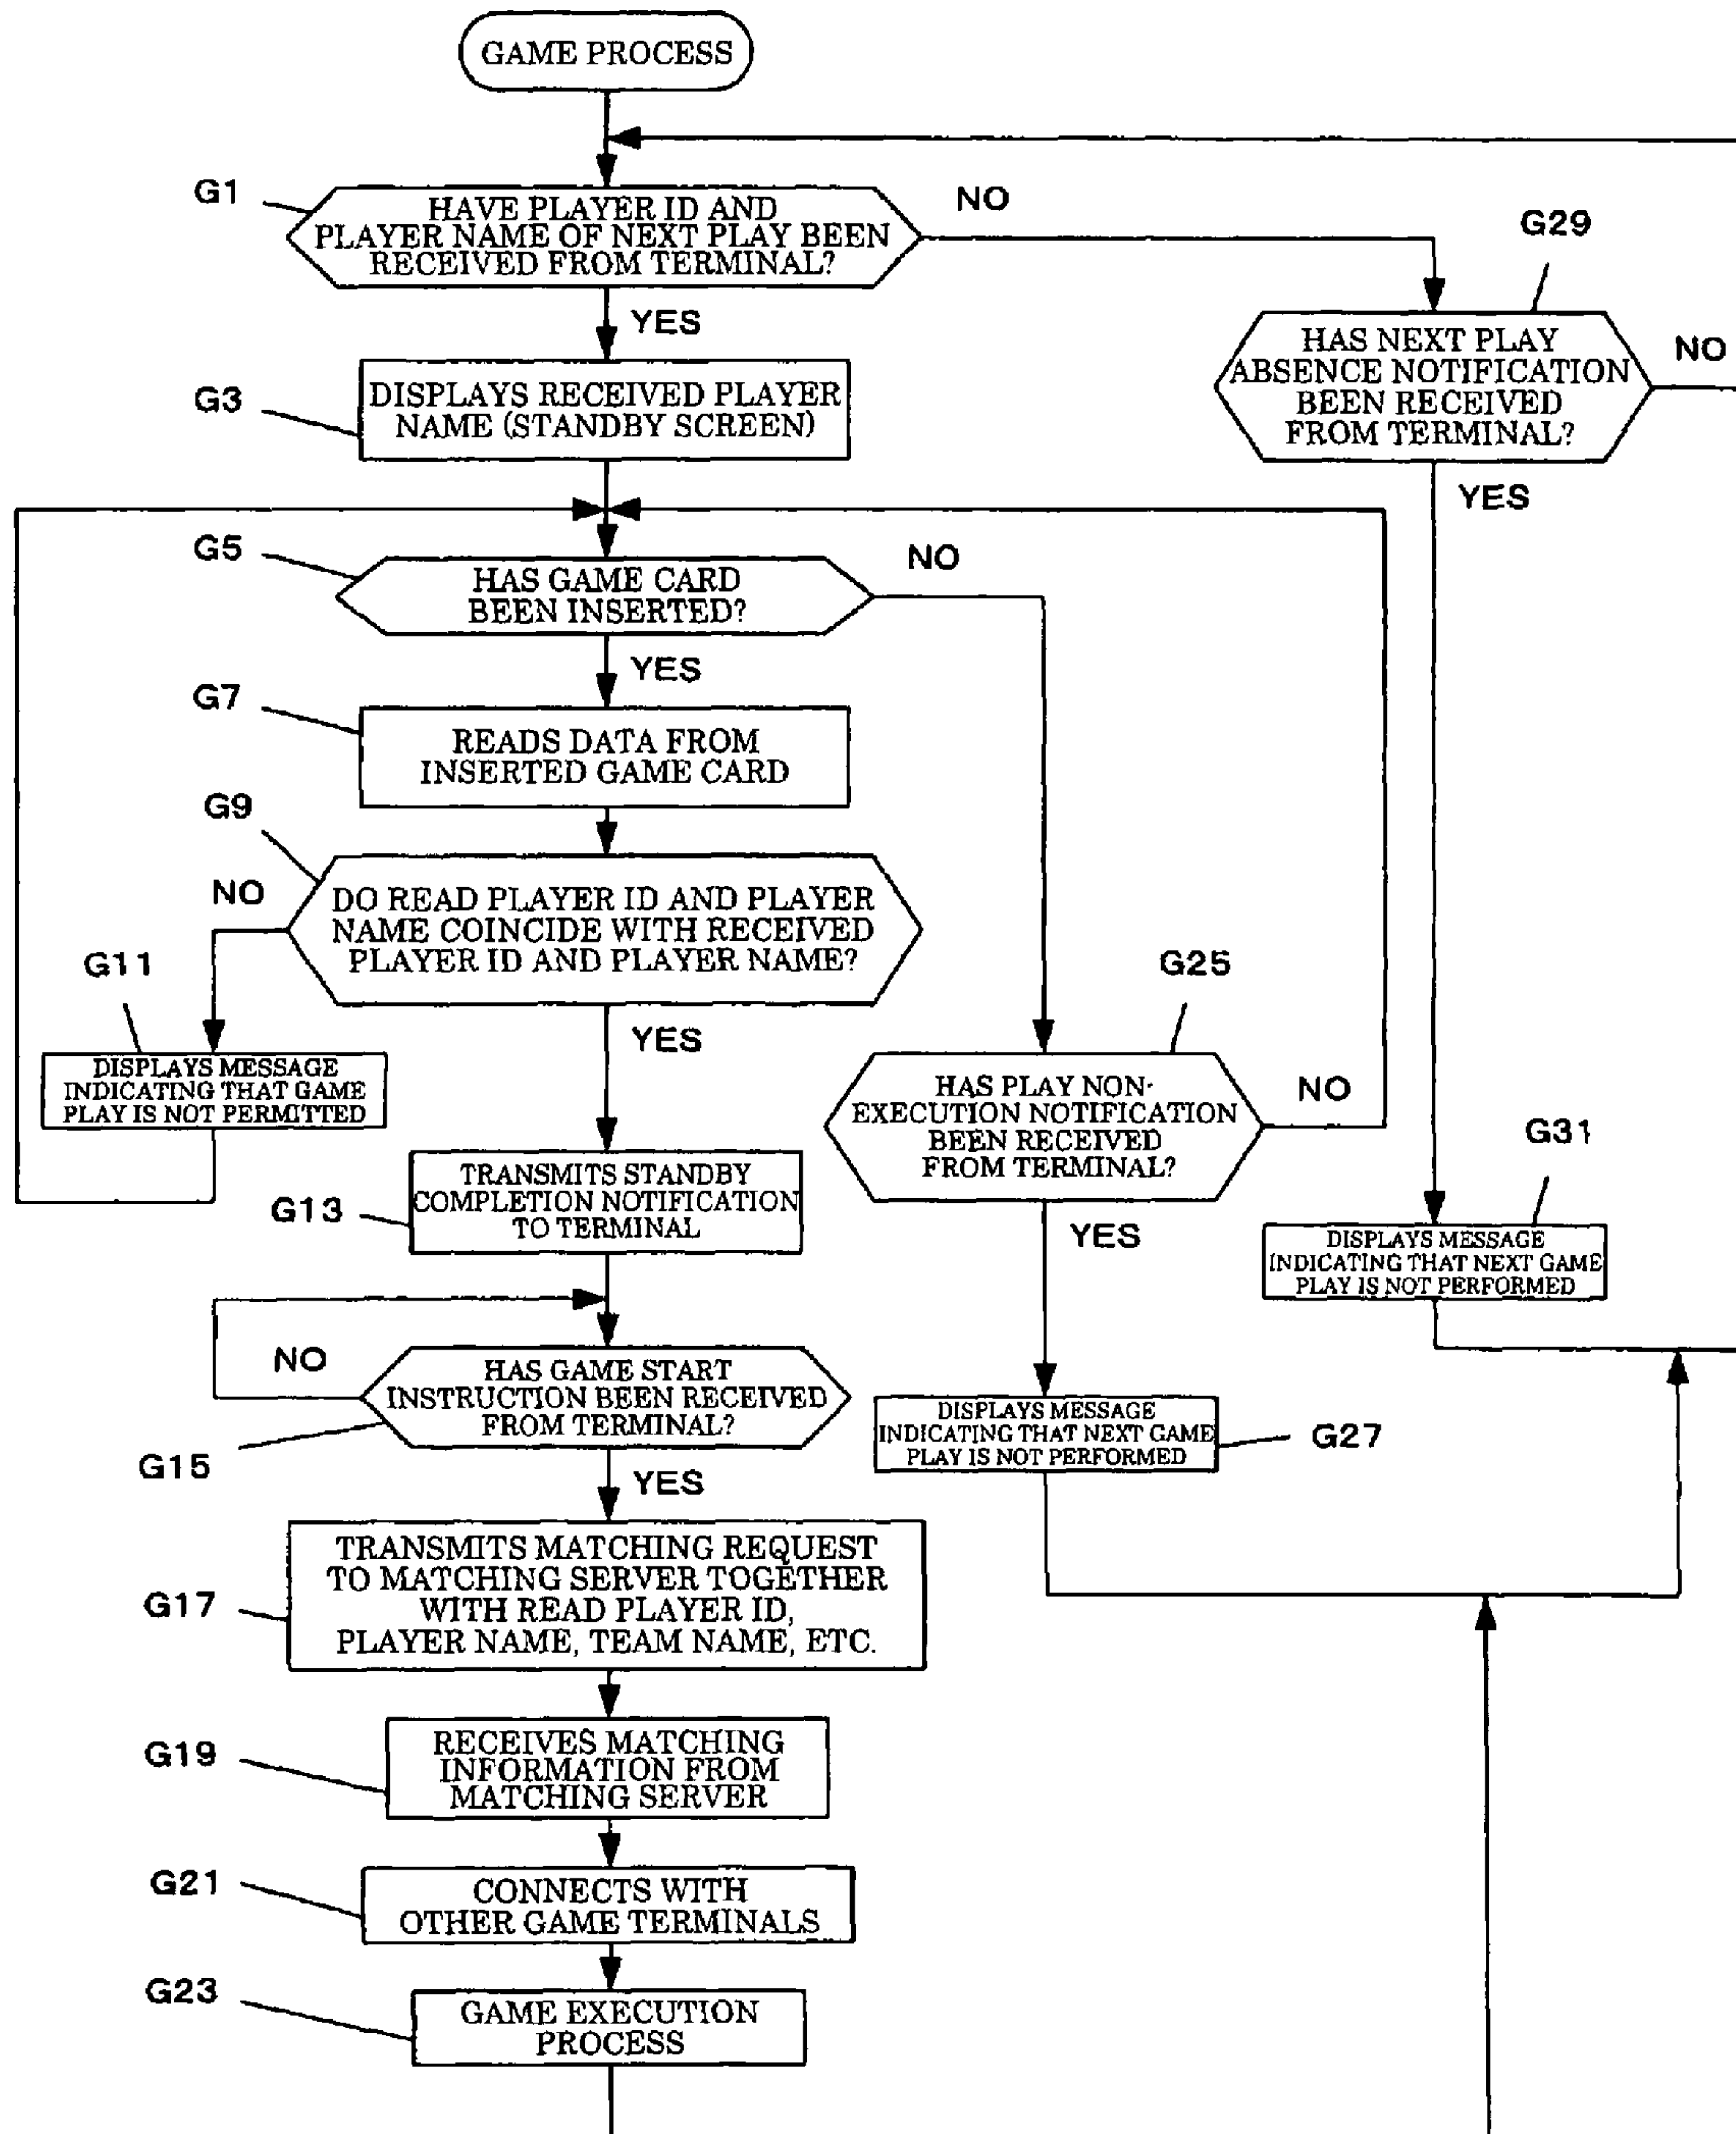 GAME PROCESS
G1
HAVE PLAYER ID AND
PLAYER NAME OF NEXT PLAY BEEN
RECEIVED FROM TERMINAL?
NO
YES
G29
HAS NEXT PLAY
ABSENCE NOTIFICATION
BEEN RECEIVED
FROM TERMINAL?
NO
YES
G3
DISPLAYS RECEIVED PLAYER
NAME (STANDBY SCREEN)
G5
HAS GAME CARD
BEEN INSERTED?
NO
YES
G7
READS DATA FROM
INSERTED GAME CARD
G9
NO
DO READ PLAYER ID AND PLAYER
NAME COINCIDE WITH RECEIVED
PLAYER ID AND PLAYER NAME?
YES
G11
DISPLAYS MESSAGE
INDICATING THAT GAME
PLAY IS NOT PERMITTED
G25
HAS PLAY NON-
EXECUTION NOTIFICATION
BEEN RECEIVED
FROM TERMINAL?
NO
YES
G31
DISPLAYS MESSAGE
INDICATING THAT NEXT GAME
PLAY IS NOT PERFORMED
G13
TRANSMITS STANDBY
COMPLETION NOTIFICATION
TO TERMINAL
NO
HAS GAME START
INSTRUCTION BEEN RECEIVED
FROM TERMINAL?
G15
YES
DISPLAYS MESSAGE
INDICATING THAT NEXT GAME
PLAY IS NOT PERFORMED
G27
G17
TRANSMITS MATCHING REQUEST
TO MATCHING SERVER TOGETHER
WITH READ PLAYER ID,
PLAYER NAME, TEAM NAME, ETC.
G19
RECEIVES MATCHING
INFORMATION FROM
MATCHING SERVER
G21
CONNECTS WITH
OTHER GAME TERMINALS
G23
GAME EXECUTION
PROCESS